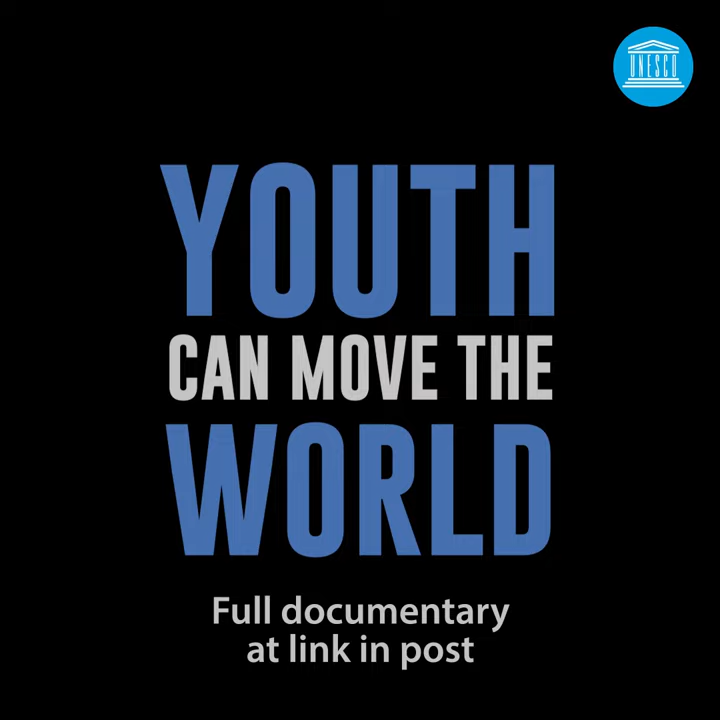 UNESCO
YOUTH
CAN MOVE THE
WORLD
Full documentary
at link in post